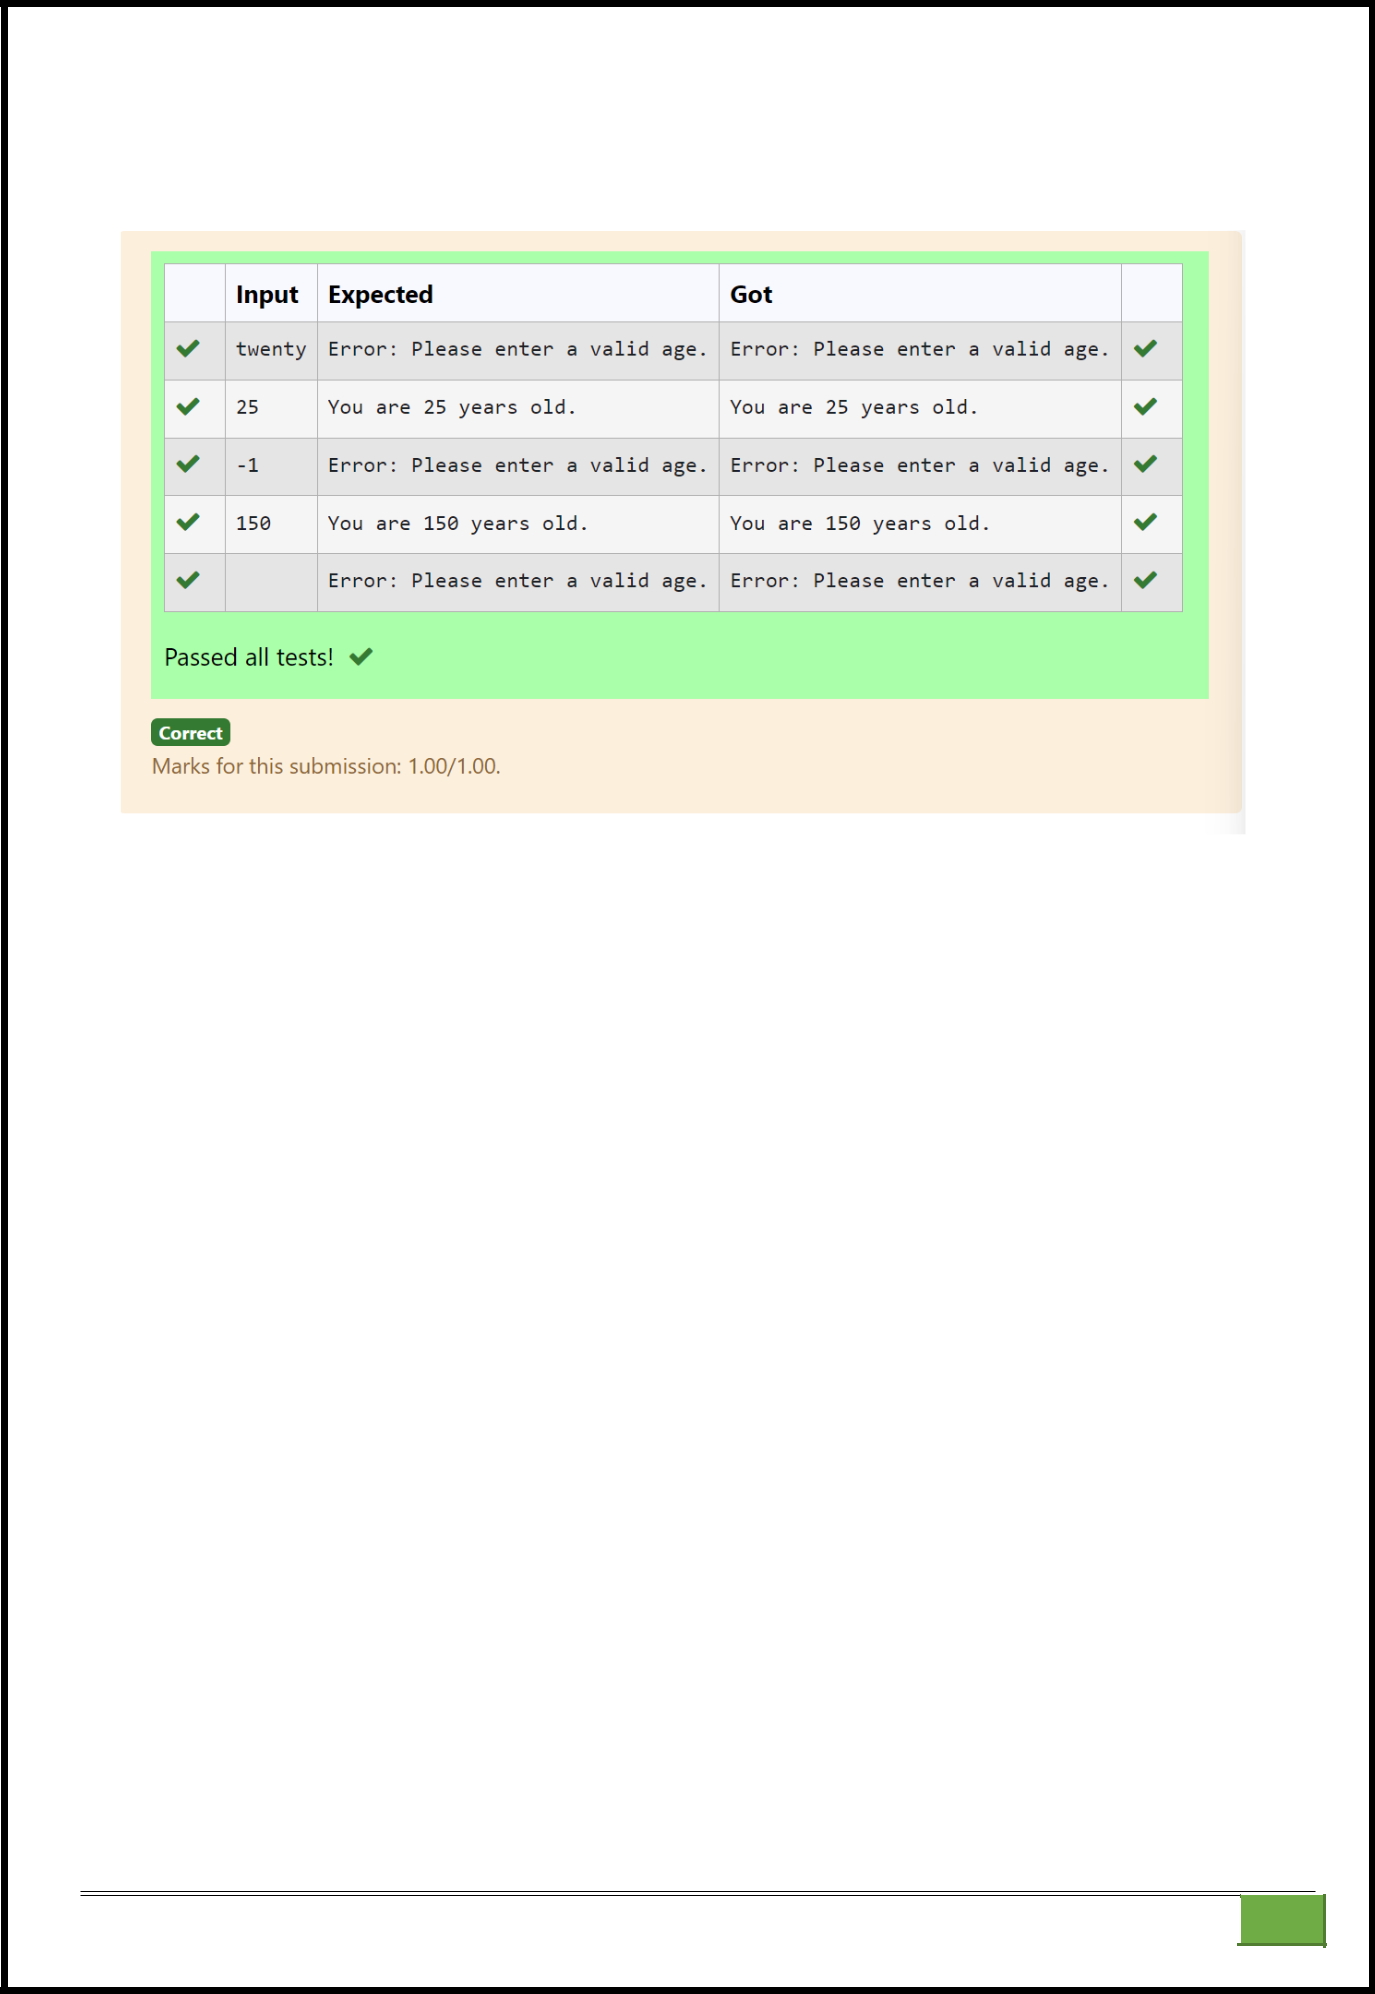 Input Expected Got
twenty Error: Please enter a valid age. Error: Please enter a valid age.
25 You are 25 years old. You are 25 years old.
-1 Error: Please enter a valid age. Error: Please enter a valid age.
150 You are 150 years old. You are 150 years old.
Error: Please enter a valid age. Error: Please enter a valid age.
Passed all tests!
Correct
Marks for this submission: 1.00/1.00.